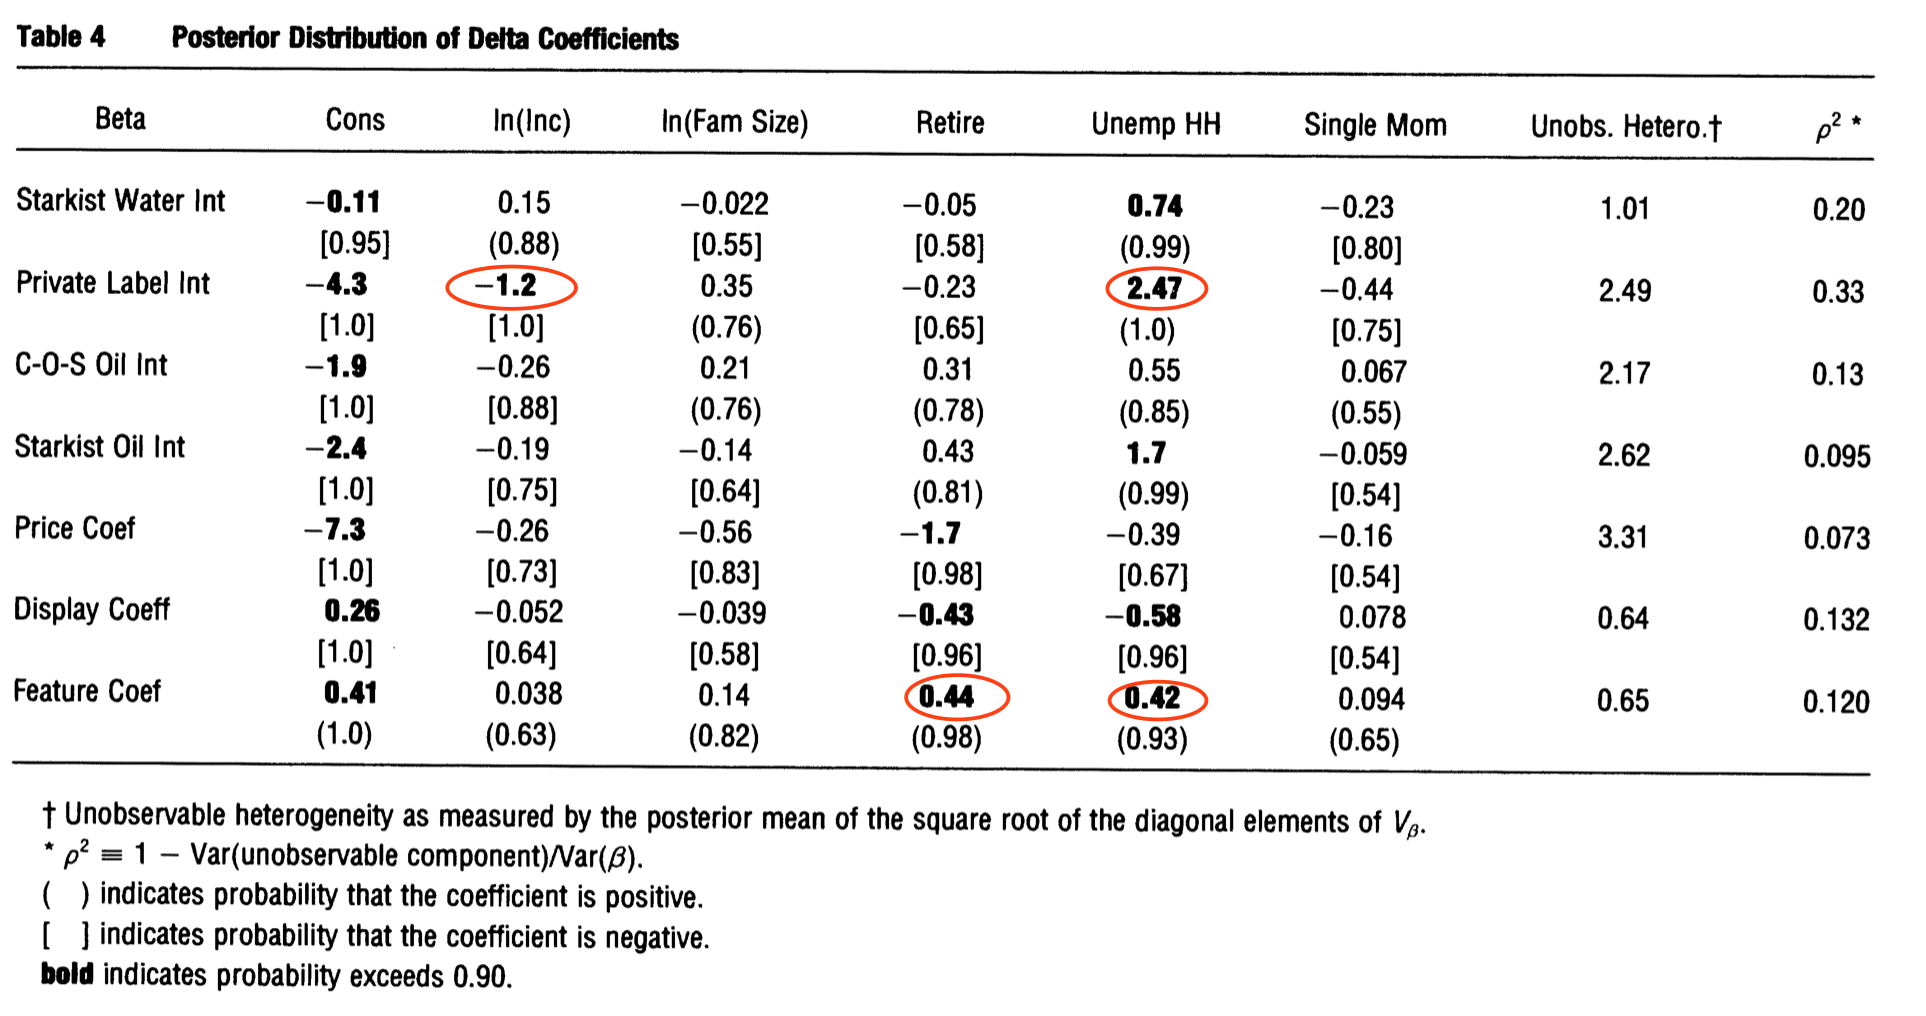 Table 4 Posterior Distribution of Delta Coefficients
Beta Cons ln(Inc) ln(Fam Size) Retire Unemp HH Single Mom Unobs. Hetero.† ρ² *
Starkist Water Int −0.11 0.15 −0.022 −0.05 0.74 −0.23 1.01 0.20
[0.95] (0.88) [0.55] [0.58] (0.99) [0.80]
Private Label Int −4.3 −1.2 0.35 −0.23 2.47 −0.44 2.49 0.33
[1.0] [1.0] (0.76) [0.65] (1.0) [0.75]
C-O-S Oil Int −1.9 −0.26 0.21 0.31 0.55 0.067 2.17 0.13
[1.0] [0.88] (0.76) (0.78) (0.85) (0.55)
Starkist Oil Int −2.4 −0.19 −0.14 0.43 1.7 −0.059 2.62 0.095
[1.0] [0.75] [0.64] (0.81) (0.99) [0.54]
Price Coef −7.3 −0.26 −0.56 −1.7 −0.39 −0.16 3.31 0.073
[1.0] [0.73] [0.83] [0.98] [0.67] [0.54]
Display Coeff 0.26 −0.052 −0.039 −0.43 −0.58 0.078 0.64 0.132
[1.0] [0.64] [0.58] [0.96] [0.96] [0.54]
Feature Coef 0.41 0.038 0.14 0.44 0.42 0.094 0.65 0.120
(1.0) (0.63) (0.82) (0.98) (0.93) (0.65)
† Unobservable heterogeneity as measured by the posterior mean of the square root of the diagonal elements of Vβ.
* ρ² ≡ 1 − Var(unobservable component)/Var(β).
( ) indicates probability that the coefficient is positive.
[ ] indicates probability that the coefficient is negative.
bold indicates probability exceeds 0.90.